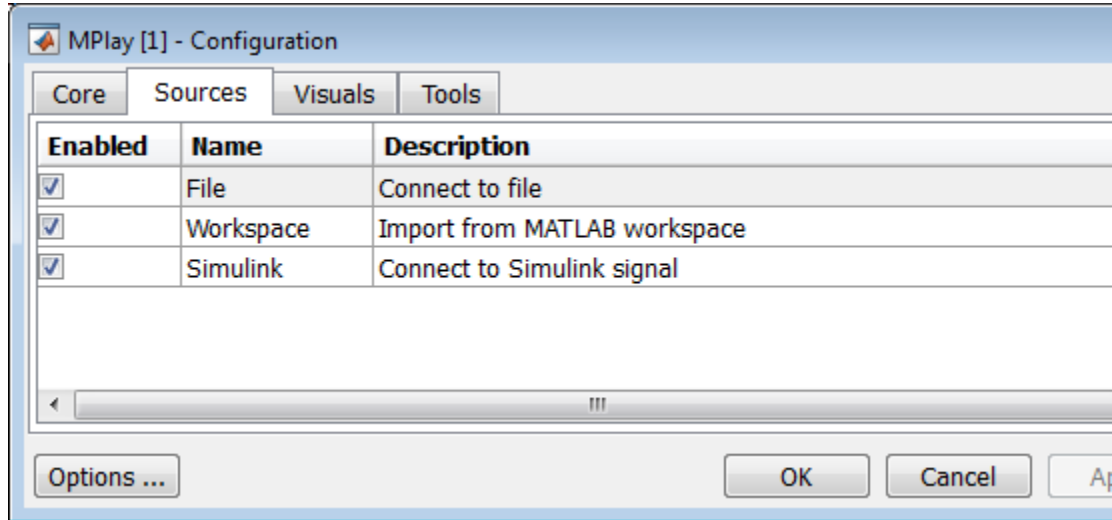 MPlay [1] - Configuration
Core Sources Visuals Tools
Enabled Name Description
File Connect to file
Workspace Import from MATLAB workspace
Simulink Connect to Simulink signal
Options ... OK Cancel